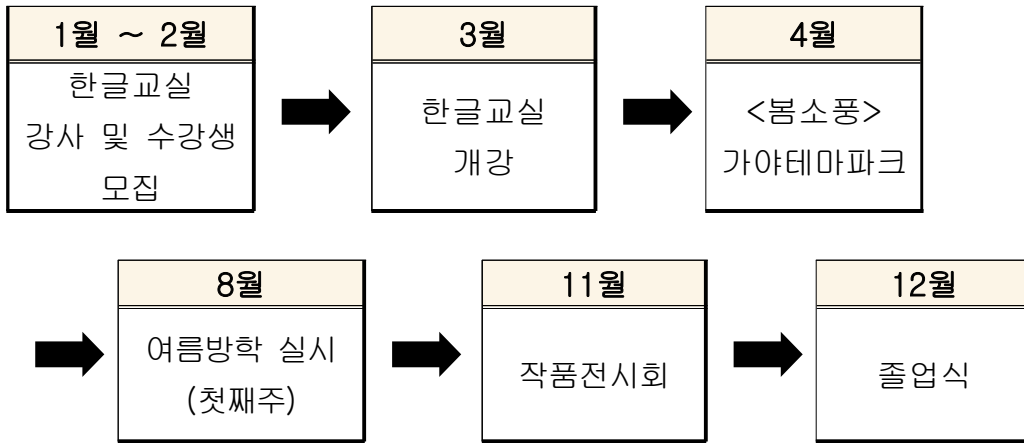 1월 ~ 2월
한글교실
강사 및 수강생
모집
3월
한글교실
개강
4월
<봄소풍>
가야테마파크
8월
여름방학 실시
(첫째주)
11월
작품전시회
12월
졸업식